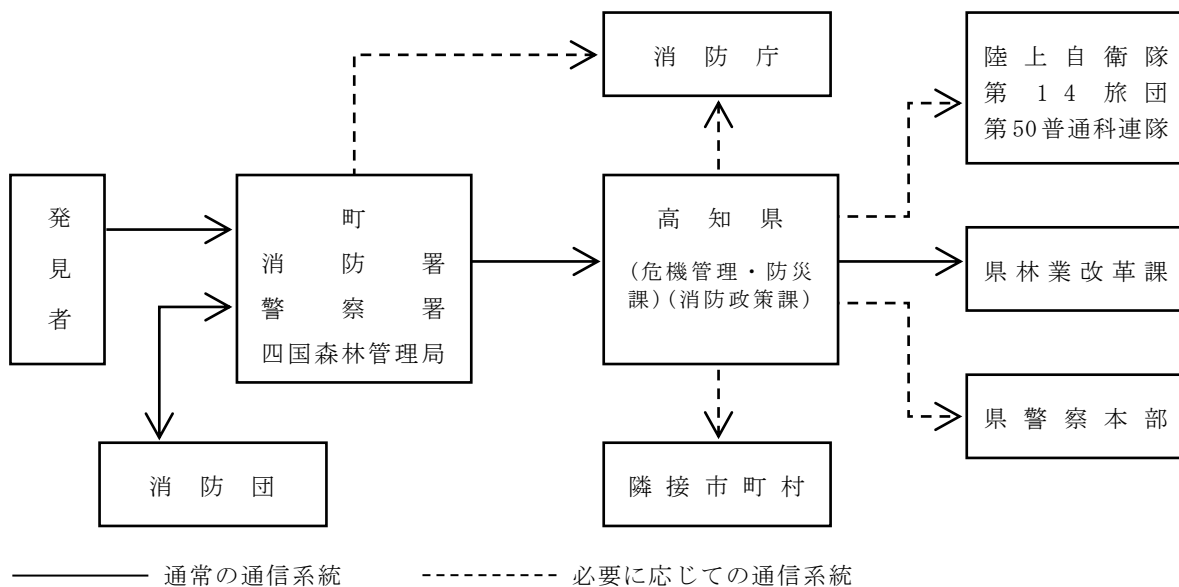 消防庁
陸上自衛隊
第14旅団
第50普通科連隊
発見者
町
消防署
警察署
四国森林管理局
高知県
(危機管理・防災
課)(消防政策課)
県林業改革課
県警察本部
消防団
隣接市町村
通常の通信系統
必要に応じての通信系統